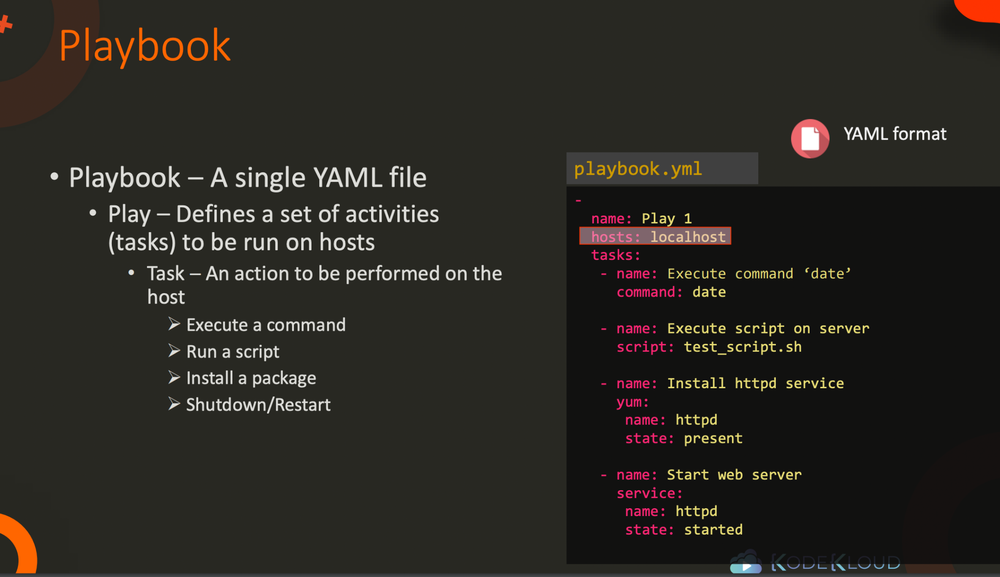 Playbook
• Playbook – A single YAML file
• Play – Defines a set of activities
(tasks) to be run on hosts
• Task – An action to be performed on the
host
➢ Execute a command
➢ Run a script
➢ Install a package
➢ Shutdown/Restart
YAML format
playbook.yml
-
name: Play 1
hosts: localhost
tasks:
- name: Execute command ‘date’
command: date
- name: Execute script on server
script: test_script.sh
- name: Install httpd service
yum:
name: httpd
state: present
- name: Start web server
service:
name: httpd
state: started
{KODE{KLOUD